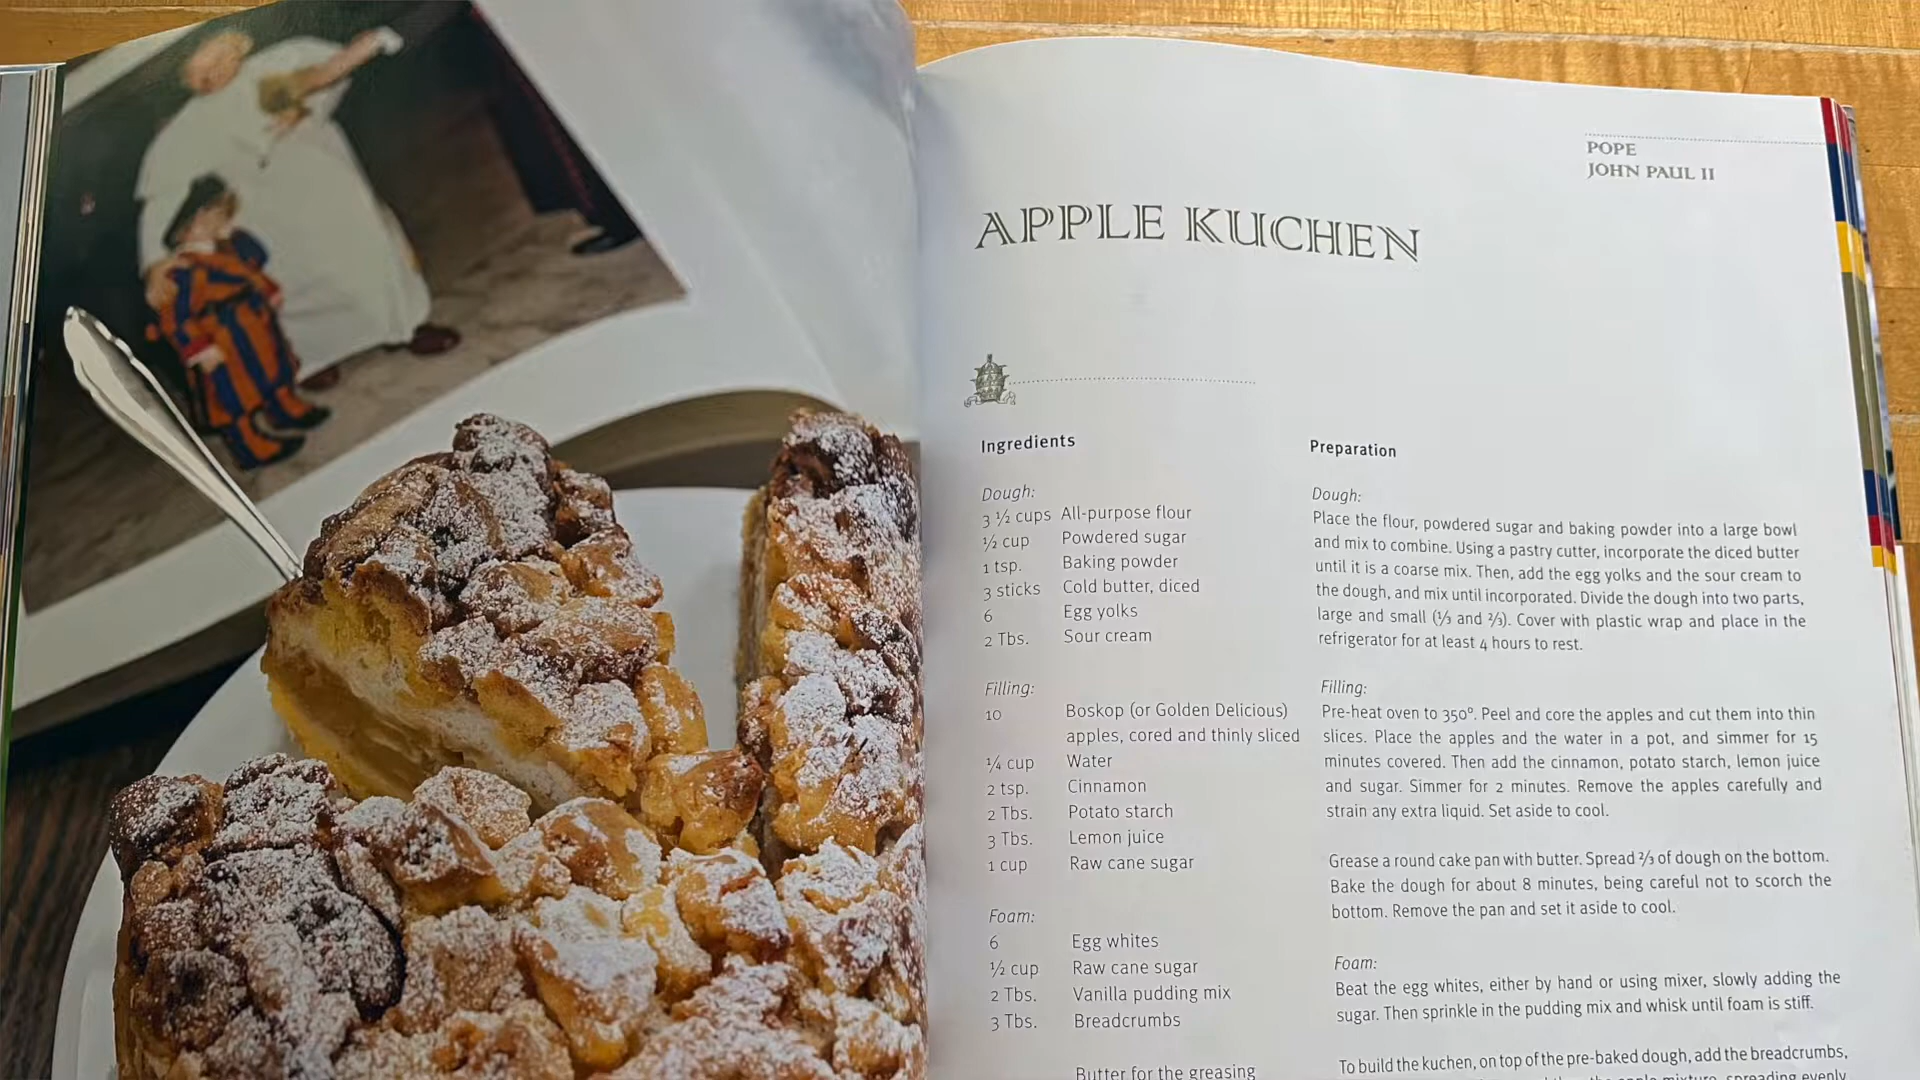 POPE
JOHN PAUL II
APPLE KUCHEN
Ingredients
Dough:
3 ½ cups All-purpose flour
½ cup Powdered sugar
1 tsp. Baking powder
3 sticks Cold butter, diced
6 Egg yolks
2 Tbs. Sour cream
Filling:
10 Boskop (or Golden Delicious)
apples, cored and thinly sliced
¼ cup Water
2 tsp. Cinnamon
2 Tbs. Potato starch
3 Tbs. Lemon juice
1 cup Raw cane sugar
Foam:
6 Egg whites
½ cup Raw cane sugar
2 Tbs. Vanilla pudding mix
3 Tbs. Breadcrumbs
Butter for the greasing
Preparation
Dough:
Place the flour, powdered sugar and baking powder into a large bowl
and mix to combine. Using a pastry cutter, incorporate the diced butter
until it is a coarse mix. Then, add the egg yolks and the sour cream to
the dough, and mix until incorporated. Divide the dough into two parts,
large and small (⅓ and ⅔). Cover with plastic wrap and place in the
refrigerator for at least 4 hours to rest.
Filling:
Pre-heat oven to 350°. Peel and core the apples and cut them into thin
slices. Place the apples and the water in a pot, and simmer for 15
minutes covered. Then add the cinnamon, potato starch, lemon juice
and sugar. Simmer for 2 minutes. Remove the apples carefully and
strain any extra liquid. Set aside to cool.
Grease a round cake pan with butter. Spread ⅔ of dough on the bottom.
Bake the dough for about 8 minutes, being careful not to scorch the
bottom. Remove the pan and set it aside to cool.
Foam:
Beat the egg whites, either by hand or using mixer, slowly adding the
sugar. Then sprinkle in the pudding mix and whisk until foam is stiff.
To build the kuchen, on top of the pre-baked dough, add the breadcrumbs,
the apple mixture, spreading evenly